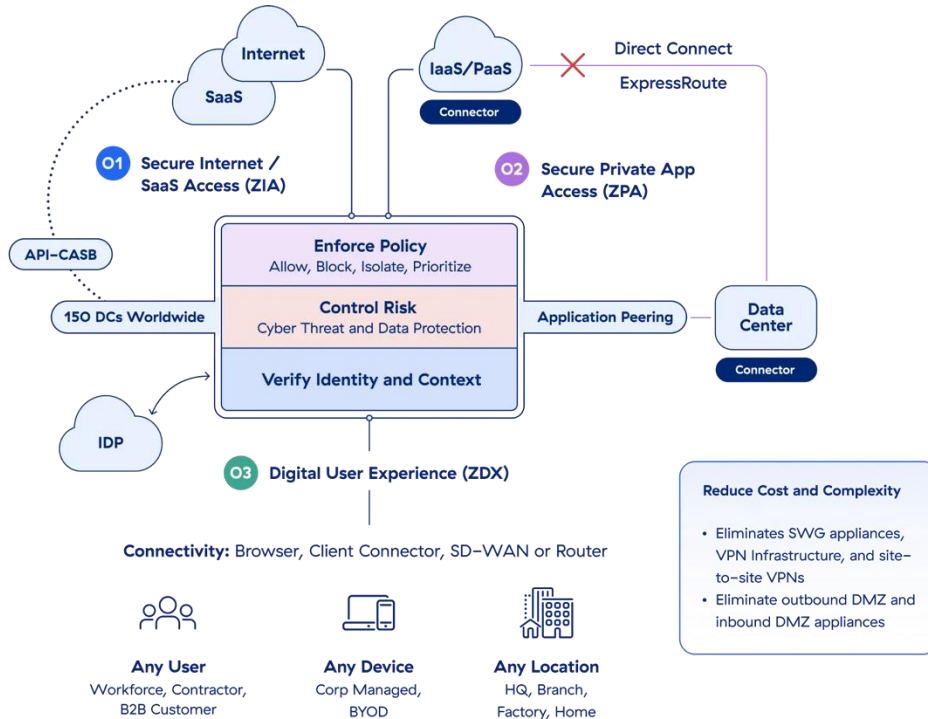 Internet
SaaS
IaaS/PaaS
Connector
Direct Connect
ExpressRoute
01
Secure Internet /
SaaS Access (ZIA)
02
Secure Private App
Access (ZPA)
API-CASB
Enforce Policy
Allow, Block, Isolate, Prioritize
150 DCs Worldwide
Control Risk
Cyber Threat and Data Protection
Application Peering
Data
Center
Connector
Verify Identity and Context
IDP
03
Digital User Experience (ZDX)
Connectivity: Browser, Client Connector, SD-WAN or Router
Any User
Workforce, Contractor,
B2B Customer
Any Device
Corp Managed,
BYOD
Any Location
HQ, Branch,
Factory, Home
Reduce Cost and Complexity
• Eliminates SWG appliances,
VPN Infrastructure, and site-
to-site VPNs
• Eliminate outbound DMZ and
inbound DMZ appliances